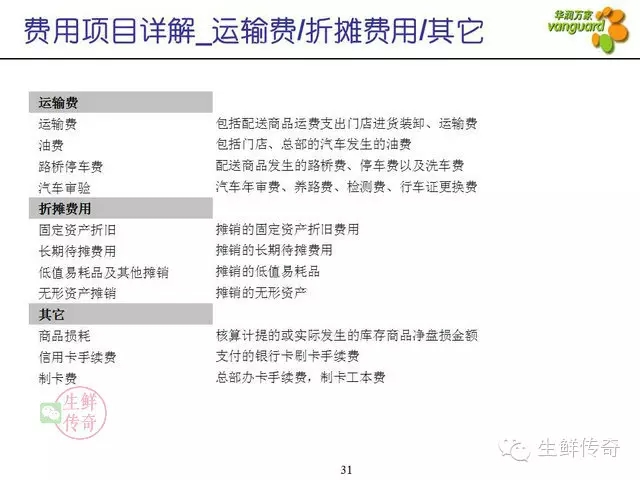 费用项目详解_运输费/折摊费用/其它
华润万家
vanguard
运输费
运输费 包括配送商品运费支出门店进货装卸、运输费
油费 包括门店、总部的汽车发生的油费
路桥停车费 配送商品发生的路桥费、停车费以及洗车费
汽车审验 汽车年审费、养路费、检测费、行车证更换费
折摊费用
固定资产折旧 摊销的固定资产折旧费用
长期待摊费用 摊销的长期待摊费用
低值易耗品及其他摊销 摊销的低值易耗品
无形资产摊销 摊销的无形资产
其它
商品损耗 核算计提的或实际发生的库存商品净盘损金额
信用卡手续费 支付的银行卡刷卡手续费
制卡费 总部办卡手续费，制卡工本费
生鲜
传奇
生鲜传奇
31